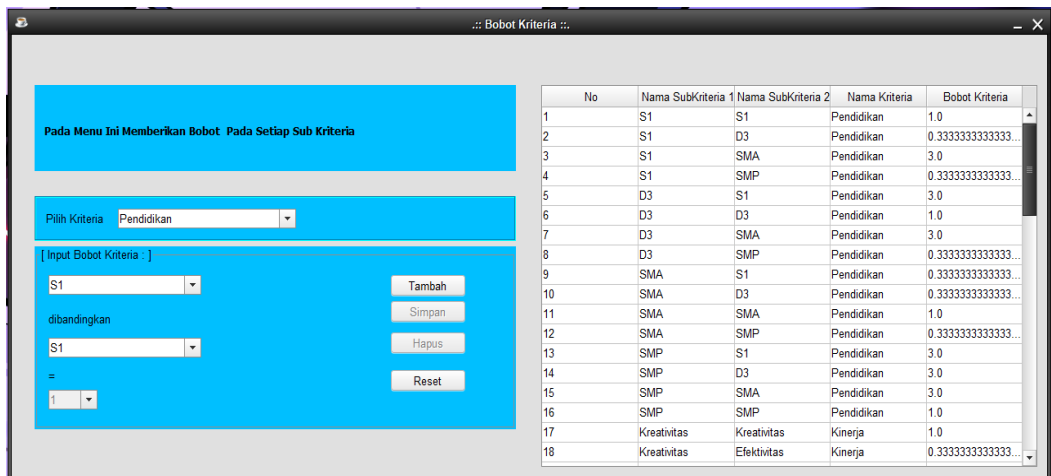 .:: Bobot Kriteria ::.
Pada Menu Ini Memberikan Bobot Pada Setiap Sub Kriteria
Pilih Kriteria Pendidikan
[ Input Bobot Kriteria : ]
S1
Tambah
dibandingkan
Simpan
S1
Hapus
=
Reset
1
No Nama SubKriteria 1 Nama SubKriteria 2 Nama Kriteria Bobot Kriteria
1 S1 S1 Pendidikan 1.0
2 S1 D3 Pendidikan 0.3333333333333...
3 S1 SMA Pendidikan 3.0
4 S1 SMP Pendidikan 0.3333333333333...
5 D3 S1 Pendidikan 3.0
6 D3 D3 Pendidikan 1.0
7 D3 SMA Pendidikan 3.0
8 D3 SMP Pendidikan 0.3333333333333...
9 SMA S1 Pendidikan 0.3333333333333...
10 SMA D3 Pendidikan 0.3333333333333...
11 SMA SMA Pendidikan 1.0
12 SMA SMP Pendidikan 0.3333333333333...
13 SMP S1 Pendidikan 3.0
14 SMP D3 Pendidikan 3.0
15 SMP SMA Pendidikan 3.0
16 SMP SMP Pendidikan 1.0
17 Kreativitas Kreativitas Kinerja 1.0
18 Kreativitas Efektivitas Kinerja 0.3333333333333...